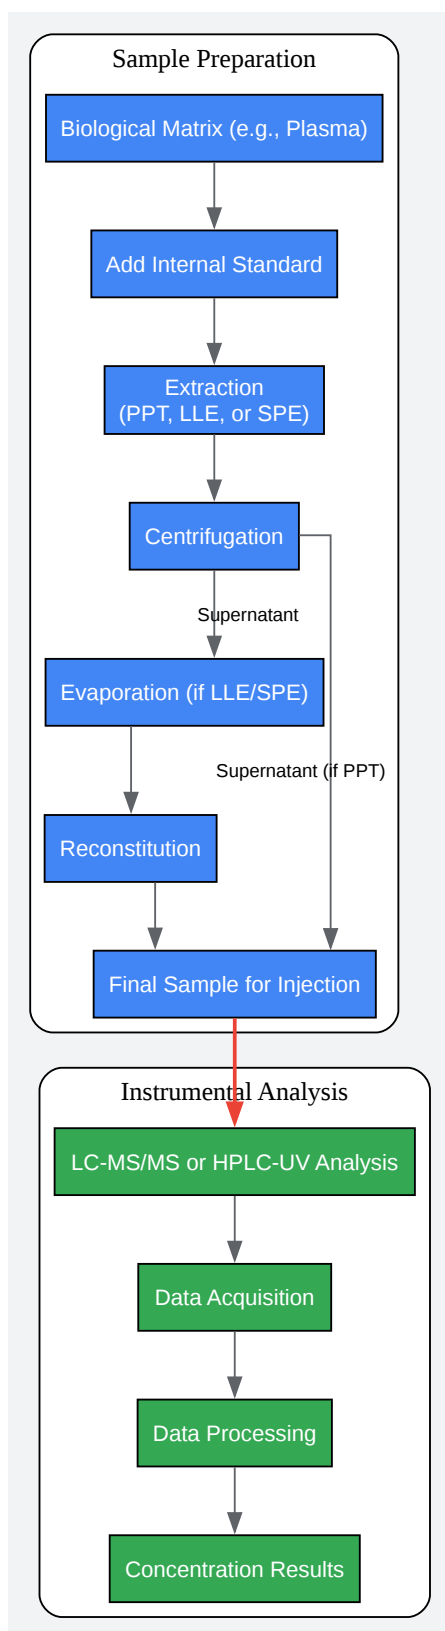 Sample Preparation
Biological Matrix (e.g., Plasma)
Add Internal Standard
Extraction
(PPT, LLE, or SPE)
Centrifugation
Supernatant
Evaporation (if LLE/SPE)
Supernatant (if PPT)
Reconstitution
Final Sample for Injection
Instrumental Analysis
LC-MS/MS or HPLC-UV Analysis
Data Acquisition
Data Processing
Concentration Results